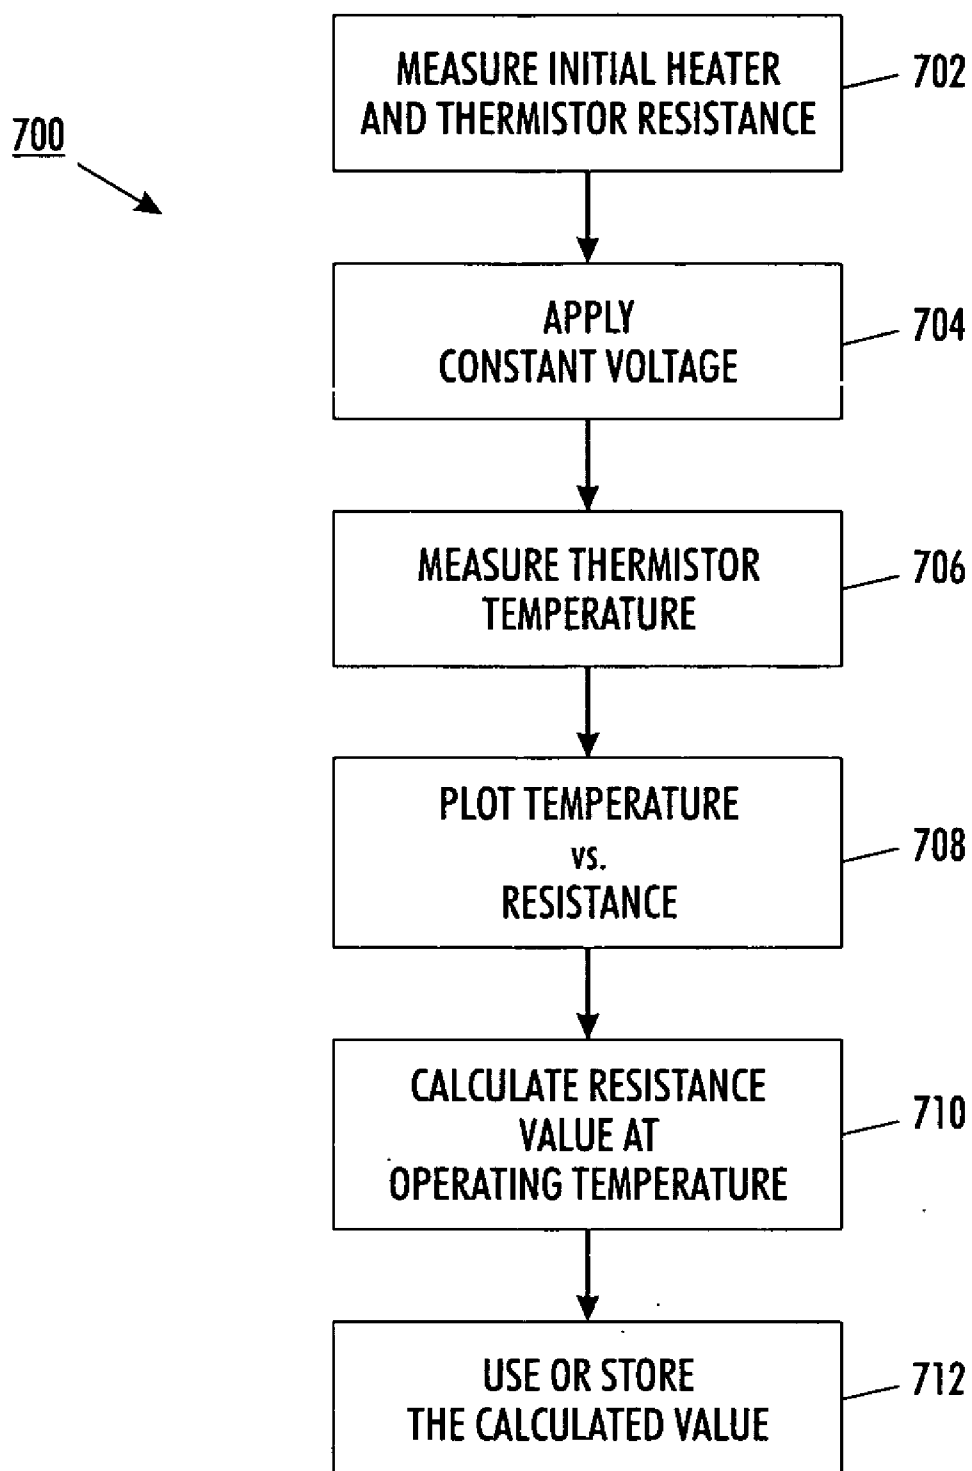 700
MEASURE INITIAL HEATER
AND THERMISTOR RESISTANCE
702
APPLY
CONSTANT VOLTAGE
704
MEASURE THERMISTOR
TEMPERATURE
706
PLOT TEMPERATURE
vs.
RESISTANCE
708
CALCULATE RESISTANCE
VALUE AT
OPERATING TEMPERATURE
710
USE OR STORE
THE CALCULATED VALUE
712